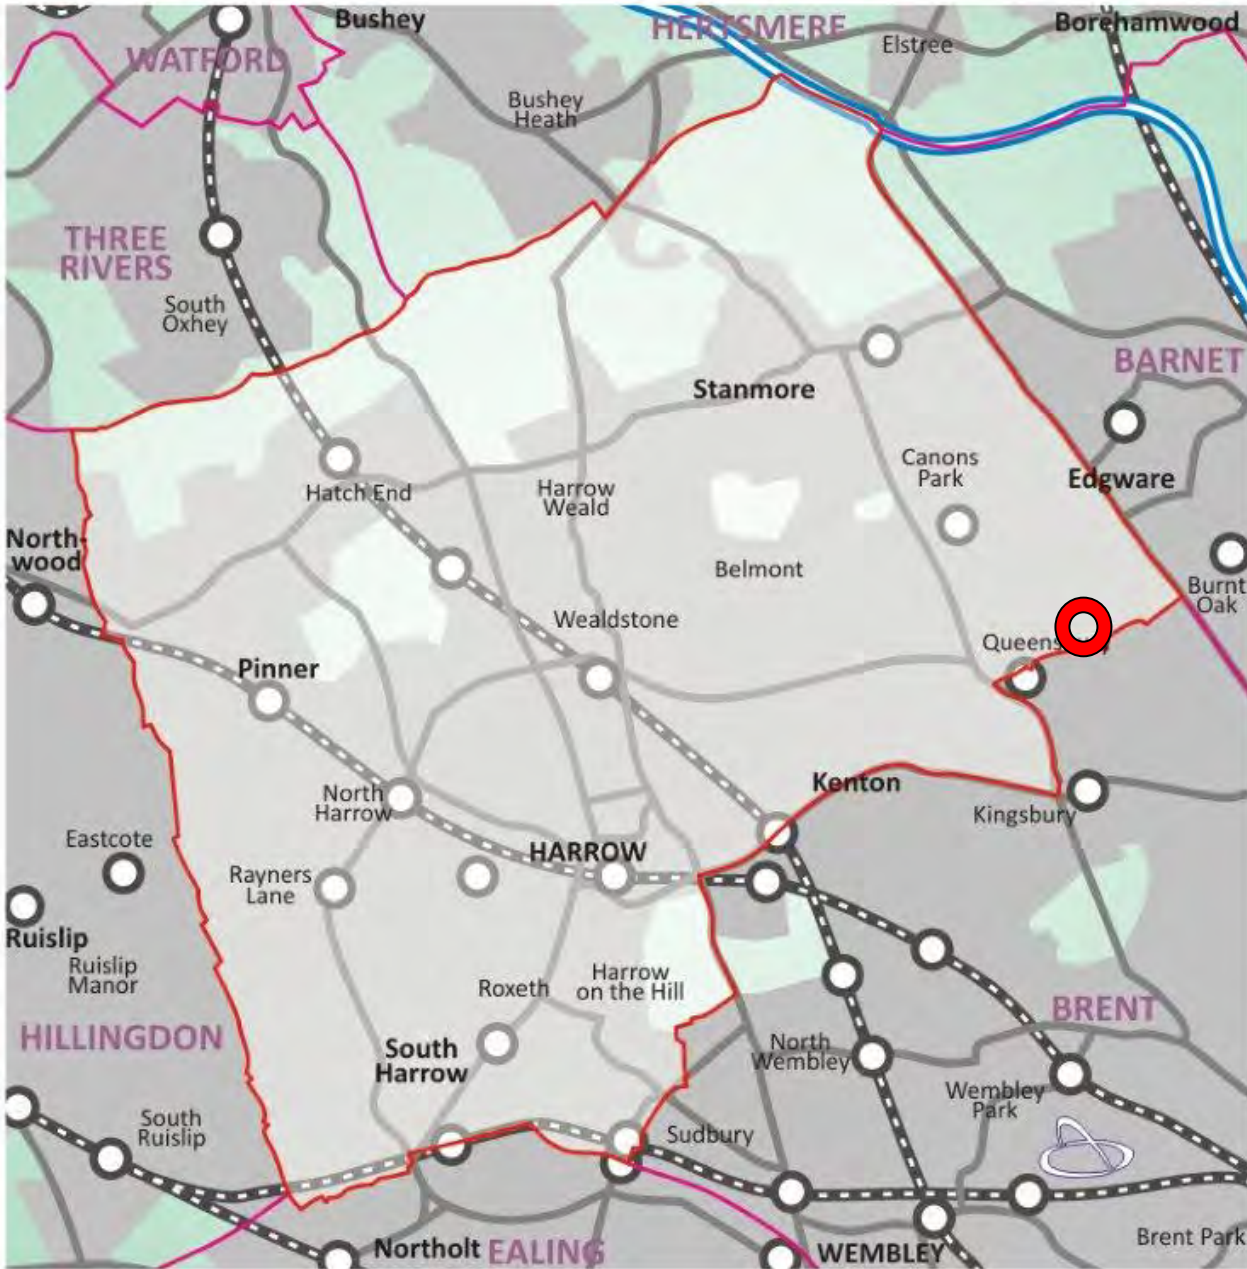 Bushey
HERTSMERE
Borehamwood
WATFORD
Elstree
Bushey
Heath
THREE
RIVERS
South
Oxhey
BARNET
Stanmore
Canons
Park
Edgware
Hatch End
Harrow
Weald
North-
wood
Belmont
Burnt
Oak
Wealdstone
Pinner
Kenton
North
Harrow
Kingsbury
Eastcote
HARROW
Rayners
Lane
Ruislip
Ruislip
Manor
Roxeth
Harrow
on the Hill
BRENT
HILLINGDON
South
Harrow
North
Wembley
Wembley
Park
South
Ruislip
Sudbury
Brent Park
Northolt
EALING
WEMBLEY